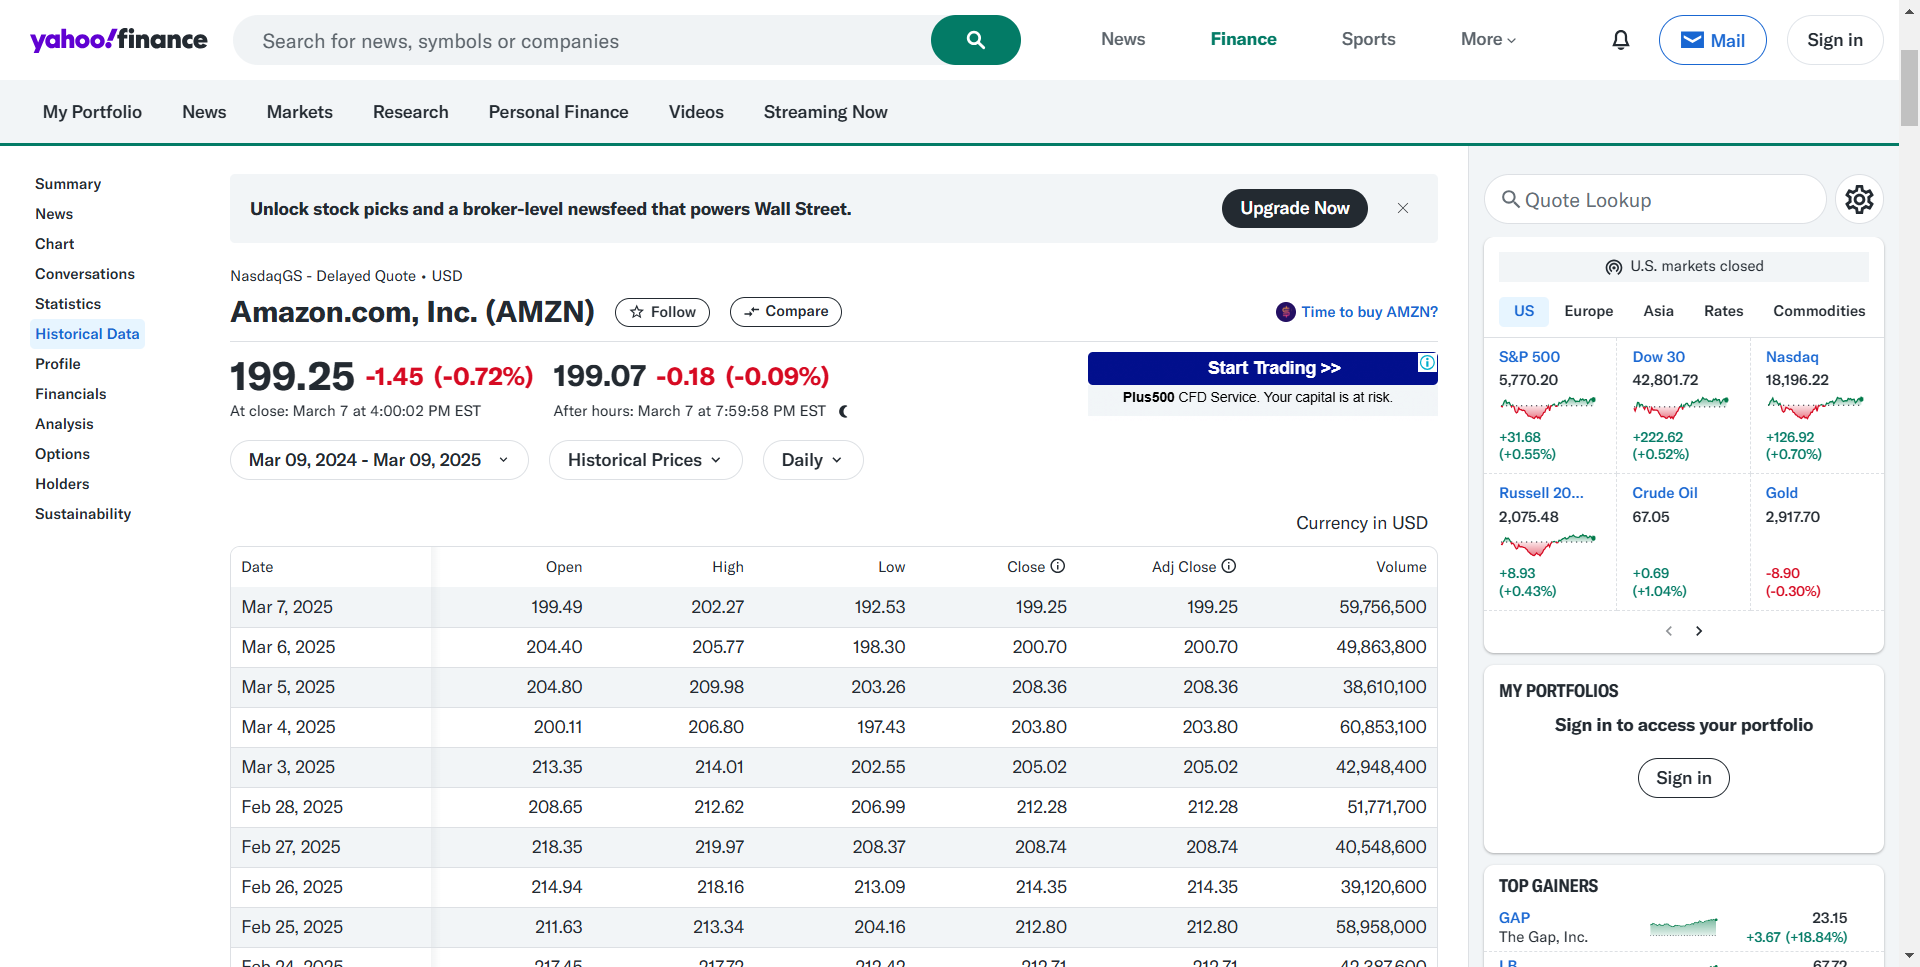 yahoo!finance
Search for news, symbols or companies
News Finance Sports More
Mail
Sign in
My Portfolio News Markets Research Personal Finance Videos Streaming Now
Summary
News
Chart
Conversations
Statistics
Historical Data
Profile
Financials
Analysis
Options
Holders
Sustainability
Unlock stock picks and a broker-level newsfeed that powers Wall Street.
Upgrade Now
NasdaqGS - Delayed Quote • USD
Amazon.com, Inc. (AMZN)
Follow
Compare
Time to buy AMZN?
199.25 -1.45 (-0.72%) 199.07 -0.18 (-0.09%)
At close: March 7 at 4:00:02 PM EST After hours: March 7 at 7:59:58 PM EST
Start Trading >>
Plus500 CFD Service. Your capital is at risk.
Mar 09, 2024 - Mar 09, 2025
Historical Prices
Daily
Currency in USD
Date Open High Low Close Adj Close Volume
Mar 7, 2025 199.49 202.27 192.53 199.25 199.25 59,756,500
Mar 6, 2025 204.40 205.77 198.30 200.70 200.70 49,863,800
Mar 5, 2025 204.80 209.98 203.26 208.36 208.36 38,610,100
Mar 4, 2025 200.11 206.80 197.43 203.80 203.80 60,853,100
Mar 3, 2025 213.35 214.01 202.55 205.02 205.02 42,948,400
Feb 28, 2025 208.65 212.62 206.99 212.28 212.28 51,771,700
Feb 27, 2025 218.35 219.97 208.37 208.74 208.74 40,548,600
Feb 26, 2025 214.94 218.16 213.09 214.35 214.35 39,120,600
Feb 25, 2025 211.63 213.34 204.16 212.80 212.80 58,958,000
Feb 24, 2025 217.45 217.72 212.42 212.71 212.71 42,387,600
Quote Lookup
U.S. markets closed
US Europe Asia Rates Commodities
S&P 500 Dow 30 Nasdaq
5,770.20 42,801.72 18,196.22
+31.68 +222.62 +126.92
(+0.55%) (+0.52%) (+0.70%)
Russell 20... Crude Oil Gold
2,075.48 67.05 2,917.70
+8.93 +0.69 -8.90
(+0.43%) (+1.04%) (-0.30%)
MY PORTFOLIOS
Sign in to access your portfolio
Sign in
TOP GAINERS
GAP 23.15
The Gap, Inc. +3.67 (+18.84%)
LB 67.72